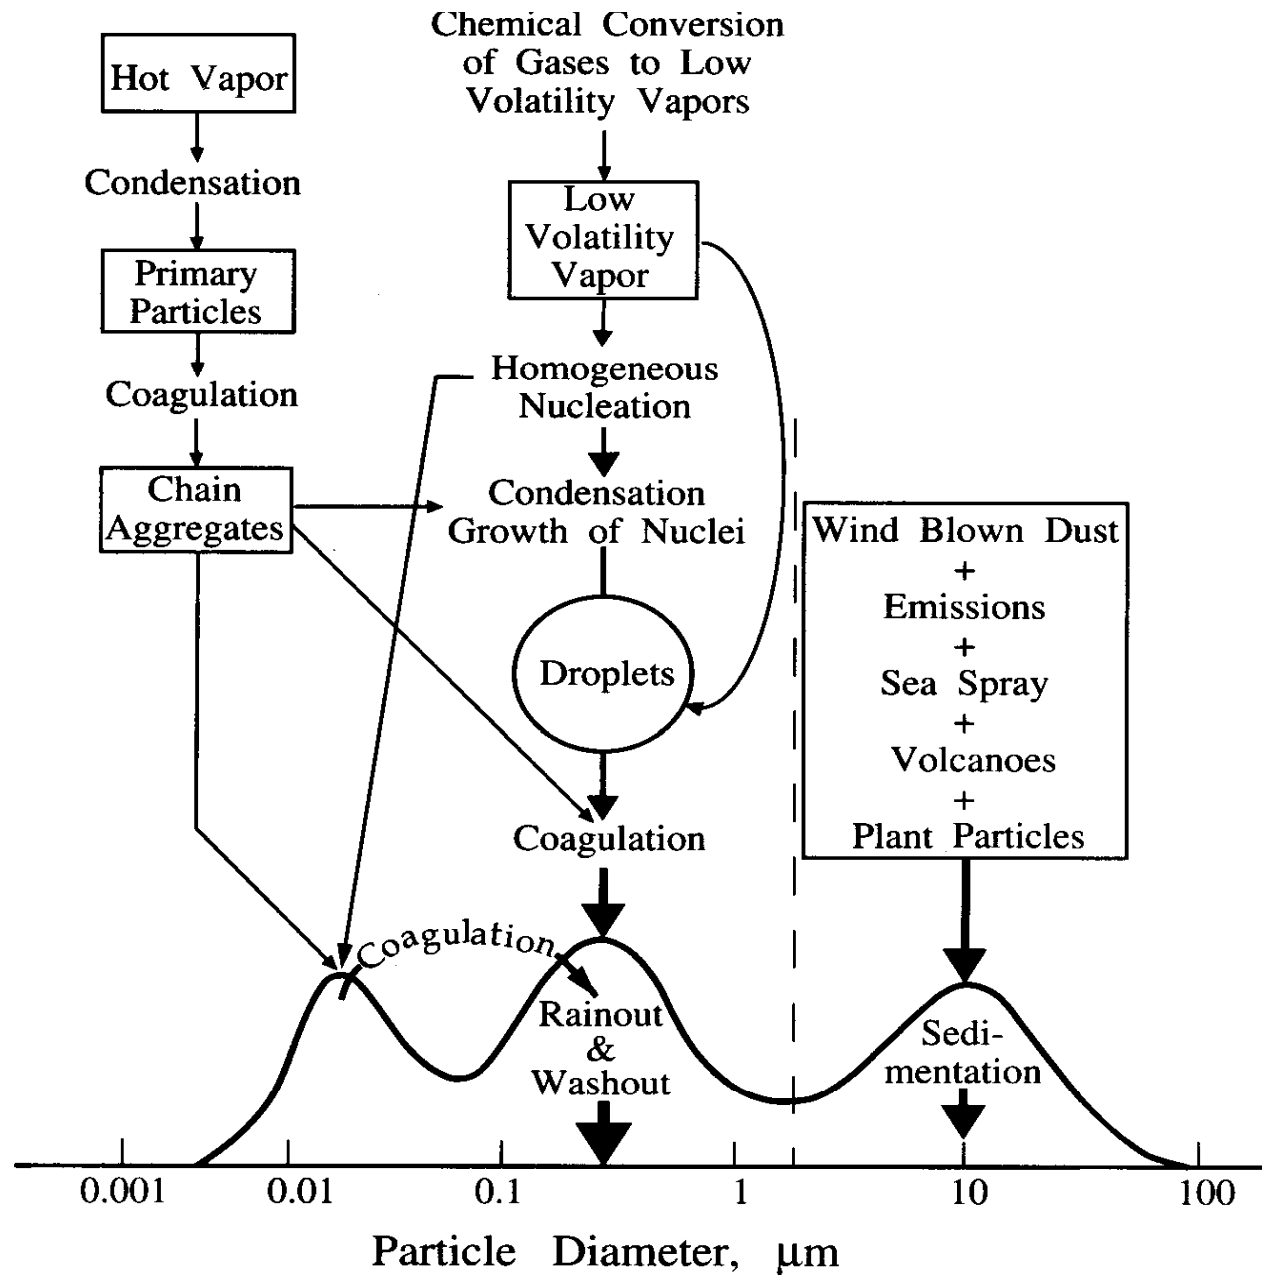 Chemical Conversion
of Gases to Low
Volatility Vapors
Hot Vapor
Condensation
Primary
Particles
Coagulation
Chain
Aggregates
Low
Volatility
Vapor
Homogeneous
Nucleation
Condensation
Growth of Nuclei
Droplets
Coagulation
Wind Blown Dust
+
Emissions
+
Sea Spray
+
Volcanoes
+
Plant Particles
Coagulation
Rainout
&
Washout
Sedi-
mentation
0.001 0.01 0.1 1 10 100
Particle Diameter, μm